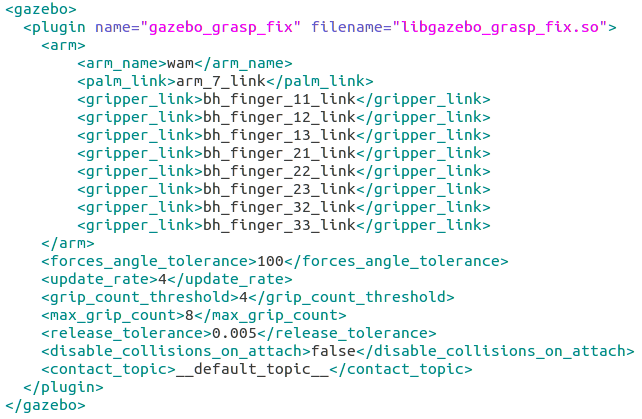 <gazebo>
  <plugin name="gazebo_grasp_fix" filename="libgazebo_grasp_fix.so">
    <arm>
        <arm_name>wam</arm_name>
        <palm_link>arm_7_link</palm_link>
        <gripper_link>bh_finger_11_link</gripper_link>
        <gripper_link>bh_finger_12_link</gripper_link>
        <gripper_link>bh_finger_13_link</gripper_link>
        <gripper_link>bh_finger_21_link</gripper_link>
        <gripper_link>bh_finger_22_link</gripper_link>
        <gripper_link>bh_finger_23_link</gripper_link>
        <gripper_link>bh_finger_32_link</gripper_link>
        <gripper_link>bh_finger_33_link</gripper_link>
    </arm>
    <forces_angle_tolerance>100</forces_angle_tolerance>
    <update_rate>4</update_rate>
    <grip_count_threshold>4</grip_count_threshold>
    <max_grip_count>8</max_grip_count>
    <release_tolerance>0.005</release_tolerance>
    <disable_collisions_on_attach>false</disable_collisions_on_attach>
    <contact_topic>__default_topic__</contact_topic>
  </plugin>
</gazebo>